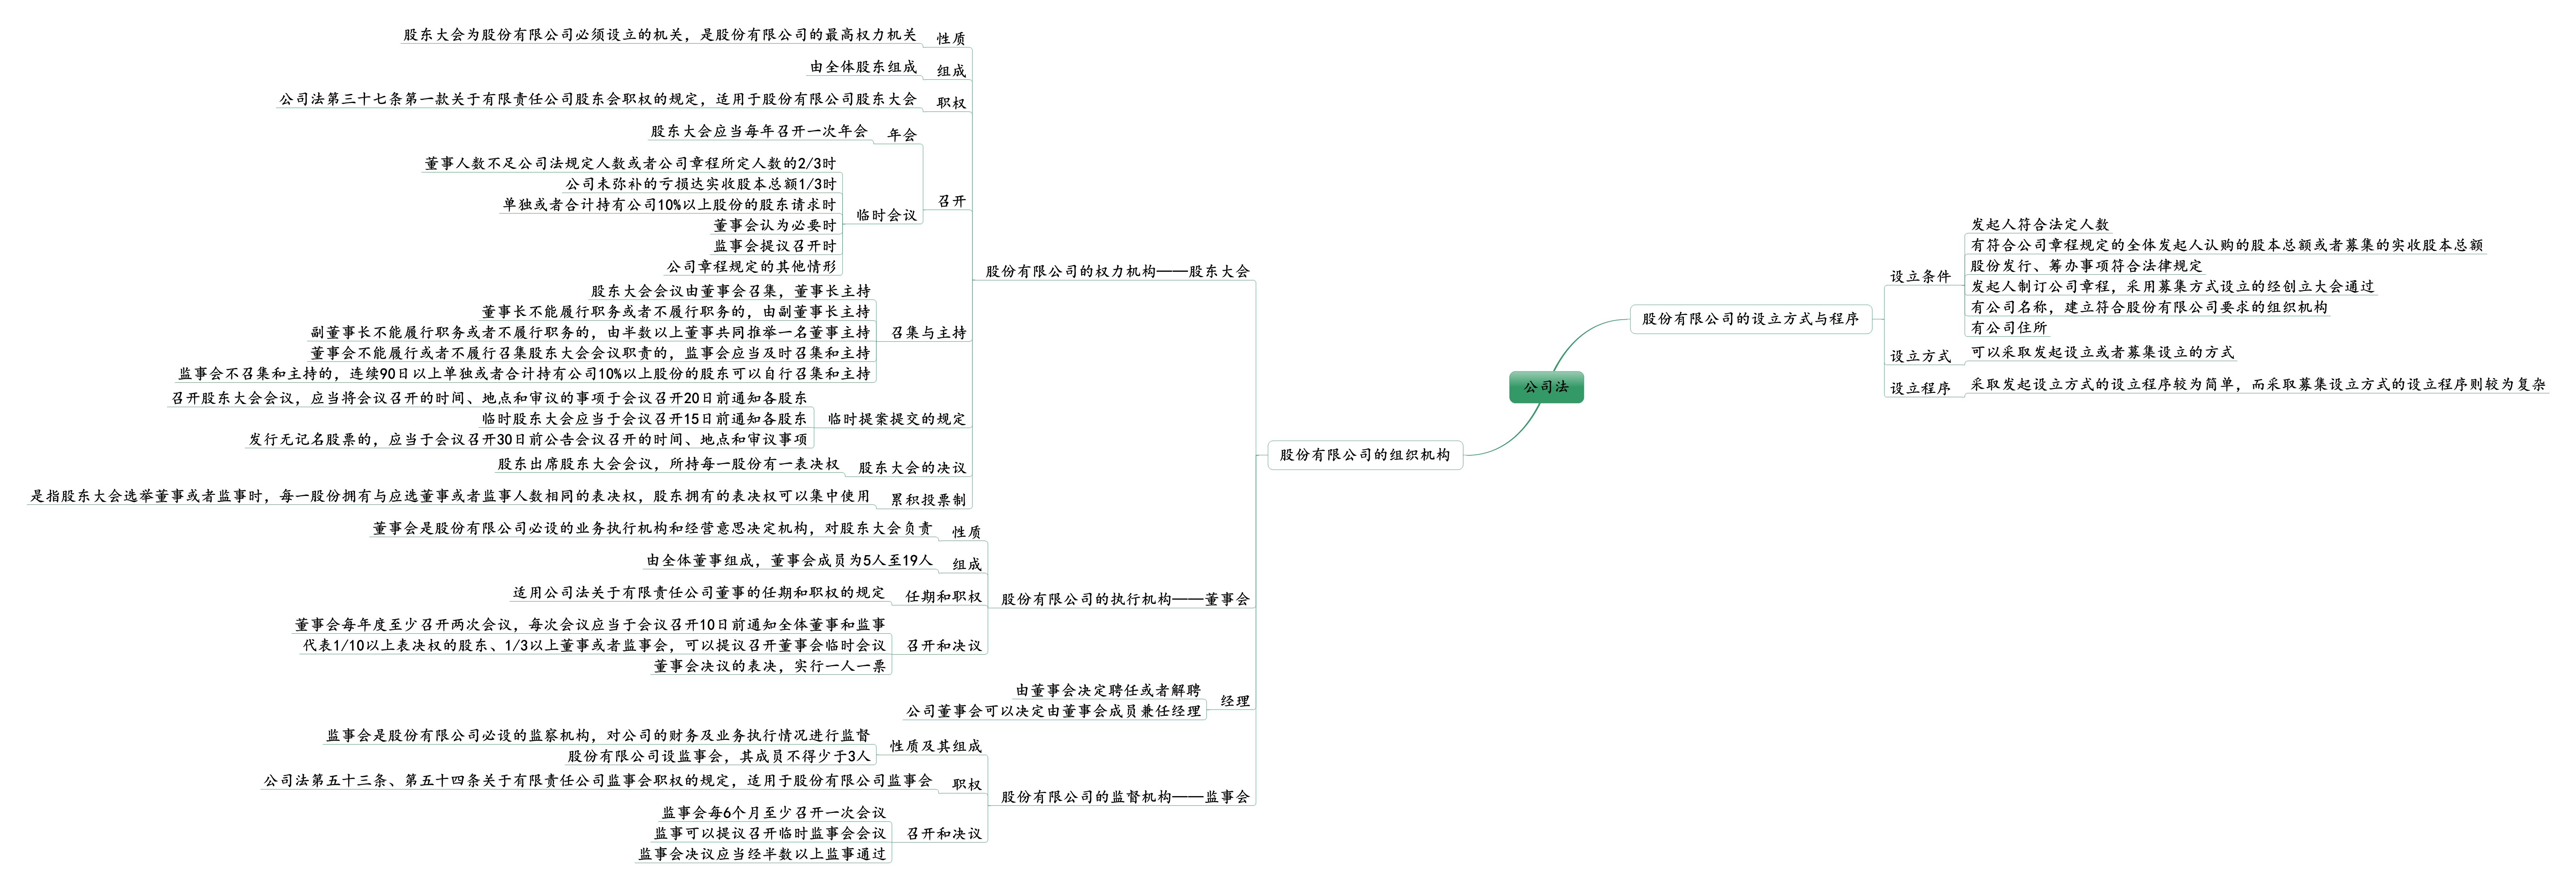 公司法
股份有限公司的设立方式与程序
设立条件
发起人符合法定人数
有符合公司章程规定的全体发起人认购的股本总额或者募集的实收股本总额
股份发行、筹办事项符合法律规定
发起人制订公司章程，采用募集方式设立的经创立大会通过
有公司名称，建立符合股份有限公司要求的组织机构
有公司住所
设立方式
可以采取发起设立或者募集设立的方式
设立程序
采取发起设立方式的设立程序较为简单，而采取募集设立方式的设立程序则较为复杂
股份有限公司的组织机构
股份有限公司的权力机构——股东大会
性质
股东大会为股份有限公司必须设立的机关，是股份有限公司的最高权力机关
组成
由全体股东组成
职权
公司法第三十七条第一款关于有限责任公司股东会职权的规定，适用于股份有限公司股东大会
召开
年会
股东大会应当每年召开一次年会
临时会议
董事人数不足公司法规定人数或者公司章程所定人数的2/3时
公司未弥补的亏损达实收股本总额1/3时
单独或者合计持有公司10%以上股份的股东请求时
董事会认为必要时
监事会提议召开时
公司章程规定的其他情形
召集与主持
股东大会会议由董事会召集，董事长主持
董事长不能履行职务或者不履行职务的，由副董事长主持
副董事长不能履行职务或者不履行职务的，由半数以上董事共同推举一名董事主持
董事会不能履行或者不履行召集股东大会会议职责的，监事会应当及时召集和主持
监事会不召集和主持的，连续90日以上单独或者合计持有公司10%以上股份的股东可以自行召集和主持
临时提案提交的规定
召开股东大会会议，应当将会议召开的时间、地点和审议的事项于会议召开20日前通知各股东
临时股东大会应当于会议召开15日前通知各股东
发行无记名股票的，应当于会议召开30日前公告会议召开的时间、地点和审议事项
股东大会的决议
股东出席股东大会会议，所持每一股份有一表决权
累积投票制
是指股东大会选举董事或者监事时，每一股份拥有与应选董事或者监事人数相同的表决权，股东拥有的表决权可以集中使用
股份有限公司的执行机构——董事会
性质
董事会是股份有限公司必设的业务执行机构和经营意思决定机构，对股东大会负责
组成
由全体董事组成，董事会成员为5人至19人
任期和职权
适用公司法关于有限责任公司董事的任期和职权的规定
召开和决议
董事会每年度至少召开两次会议，每次会议应当于会议召开10日前通知全体董事和监事
代表1/10以上表决权的股东、1/3以上董事或者监事会，可以提议召开董事会临时会议
董事会决议的表决，实行一人一票
经理
由董事会决定聘任或者解聘
公司董事会可以决定由董事会成员兼任经理
股份有限公司的监督机构——监事会
性质及其组成
监事会是股份有限公司必设的监察机构，对公司的财务及业务执行情况进行监督
股份有限公司设监事会，其成员不得少于3人
职权
公司法第五十三条、第五十四条关于有限责任公司监事会职权的规定，适用于股份有限公司监事会
召开和决议
监事会每6个月至少召开一次会议
监事可以提议召开临时监事会会议
监事会决议应当经半数以上监事通过